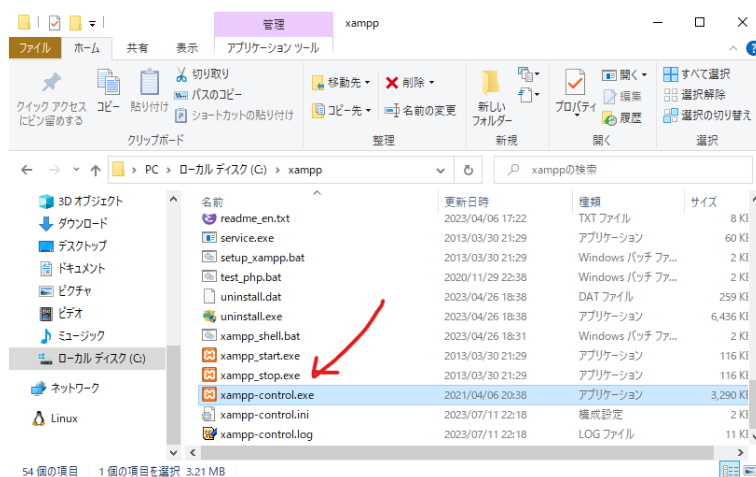 管理
xampp
ファイル
ホーム
共有
表示
アプリケーション ツール
クイック アクセス
にピン留めする
コピー
貼り付け
切り取り
パスのコピー
ショートカットの貼り付け
クリップボード
移動先
コピー先
削除
名前の変更
整理
新しい
フォルダー
新規
プロパティ
開く
編集
履歴
開く
すべて選択
選択解除
選択の切り替え
選択
PC › ローカル ディスク (C:) › xampp
xamppの検索
3D オブジェクト
ダウンロード
デスクトップ
ドキュメント
ピクチャ
ビデオ
ミュージック
ローカル ディスク (C:)
ネットワーク
Linux
名前 更新日時 種類 サイズ
readme_en.txt 2023/04/06 17:22 TXT ファイル 8 KB
service.exe 2013/03/30 21:29 アプリケーション 60 KB
setup_xampp.bat 2013/03/30 21:29 Windows バッチ ファ... 2 KB
test_php.bat 2020/11/29 22:38 Windows バッチ ファ... 2 KB
uninstall.dat 2023/04/26 18:38 DAT ファイル 259 KB
uninstall.exe 2023/04/26 18:38 アプリケーション 6,436 KB
xampp_shell.bat 2023/04/26 18:31 Windows バッチ ファ... 2 KB
xampp_start.exe 2013/03/30 21:29 アプリケーション 116 KB
xampp_stop.exe 2013/03/30 21:29 アプリケーション 116 KB
xampp-control.exe 2021/04/06 20:38 アプリケーション 3,290 KB
xampp-control.ini 2023/07/11 22:18 構成設定 2 KB
xampp-control.log 2023/07/11 22:18 LOG ファイル 11 KB
54 個の項目 1 個の項目を選択 3.21 MB